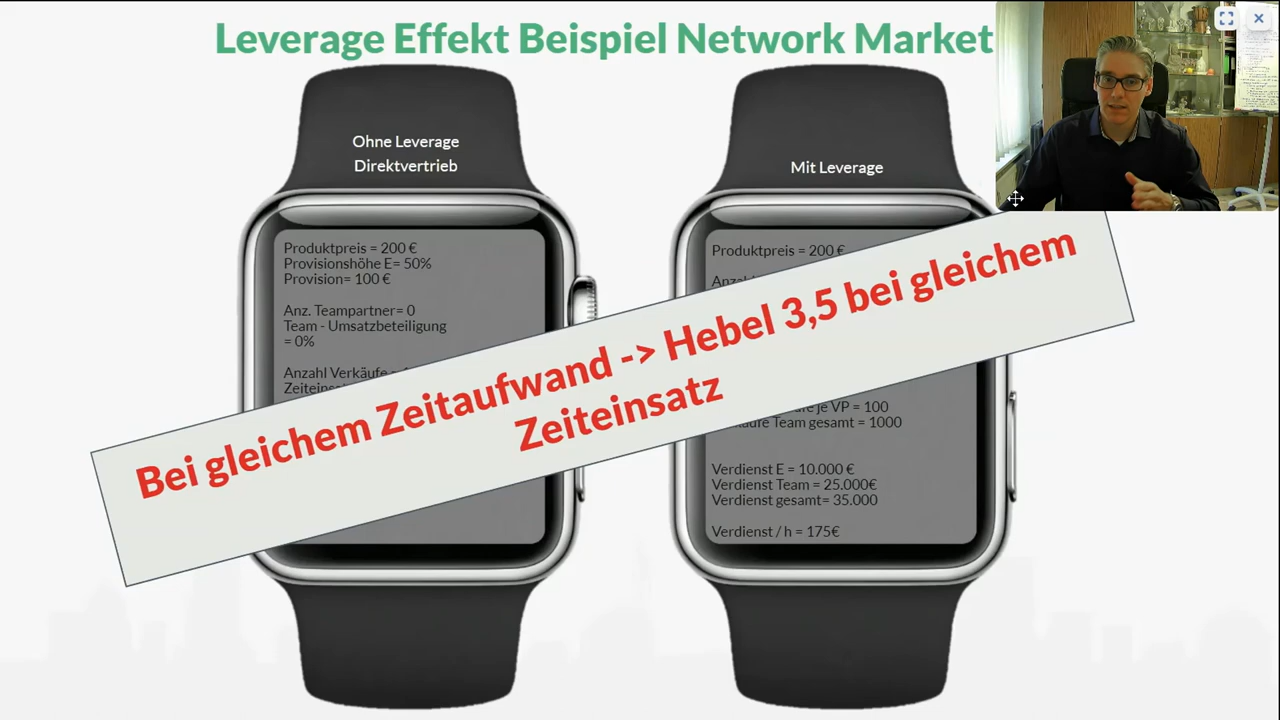 Leverage Effekt Beispiel Network Market
Ohne Leverage
Direktvertrieb
Produktpreis = 200 €
Provisionshöhe E= 50%
Provision= 100 €
Anz. Teampartner= 0
Team - Umsatzbeteiligung
= 0%
Anzahl Verkäufe
Mit Leverage
Produktpreis = 200 €
je VP = 100
Team gesamt = 1000
Verdienst E = 10.000 €
Verdienst Team = 25.000€
Verdienst gesamt= 35.000
Verdienst / h = 175€
Bei gleichem Zeitaufwand -> Hebel 3,5 bei gleichem
Zeiteinsatz